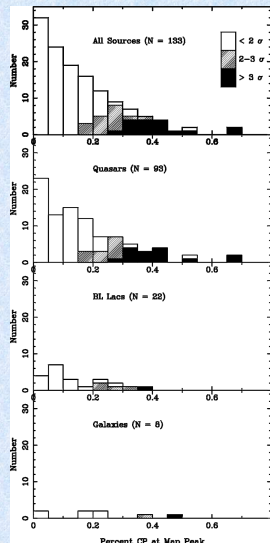 All Sources (N = 133)
< 2 σ
2-3 σ
> 3 σ
Number
30
20
10
0
0 0.2 0.4 0.6
Quasars (N = 93)
Number
30
20
10
0
0 0.2 0.4 0.6
BL Lacs (N = 22)
Number
30
20
10
0
0 0.2 0.4 0.6
Galaxies (N = 8)
Number
30
20
10
0
0 0.2 0.4 0.6
Percent CP at Map Peak